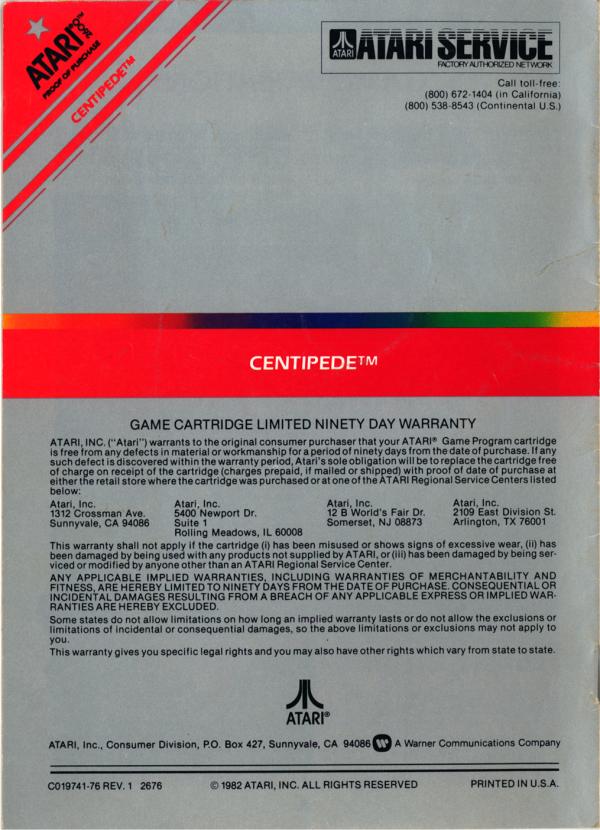 ATARI®
PROOF OF PURCHASE
CENTIPEDE™
ATARI ATARI SERVICE
FACTORY AUTHORIZED NETWORK
Call toll-free:
(800) 672-1404 (in California)
(800) 538-8543 (Continental U.S.)
CENTIPEDE™
GAME CARTRIDGE LIMITED NINETY DAY WARRANTY
ATARI, INC. ("Atari") warrants to the original consumer purchaser that your ATARI® Game Program cartridge
is free from any defects in material or workmanship for a period of ninety days from the date of purchase. If any
such defect is discovered within the warranty period, Atari's sole obligation will be to replace the cartridge free
of charge on receipt of the cartridge (charges prepaid, if mailed or shipped) with proof of date of purchase at
either the retail store where the cartridge was purchased or at one of the ATARI Regional Service Centers listed
below:
Atari, Inc. Atari, Inc. Atari, Inc. Atari, Inc.
1312 Crossman Ave. 5400 Newport Dr. 12 B World's Fair Dr. 2109 East Division St.
Sunnyvale, CA 94086 Suite 1 Somerset, NJ 08873 Arlington, TX 76001
Rolling Meadows, IL 60008
This warranty shall not apply if the cartridge (i) has been misused or shows signs of excessive wear, (ii) has
been damaged by being used with any products not supplied by ATARI, or (iii) has been damaged by being ser-
viced or modified by anyone other than an ATARI Regional Service Center.
ANY APPLICABLE IMPLIED WARRANTIES, INCLUDING WARRANTIES OF MERCHANTABILITY AND
FITNESS, ARE HEREBY LIMITED TO NINETY DAYS FROM THE DATE OF PURCHASE. CONSEQUENTIAL OR
INCIDENTAL DAMAGES RESULTING FROM A BREACH OF ANY APPLICABLE EXPRESS OR IMPLIED WAR-
RANTIES ARE HEREBY EXCLUDED.
Some states do not allow limitations on how long an implied warranty lasts or do not allow the exclusions or
limitations of incidental or consequential damages, so the above limitations or exclusions may not apply to
you.
This warranty gives you specific legal rights and you may also have other rights which vary from state to state.
ATARI®
ATARI, Inc., Consumer Division, P.O. Box 427, Sunnyvale, CA 94086 A Warner Communications Company
C019741-76 REV. 1 2676 © 1982 ATARI, INC. ALL RIGHTS RESERVED PRINTED IN U.S.A.